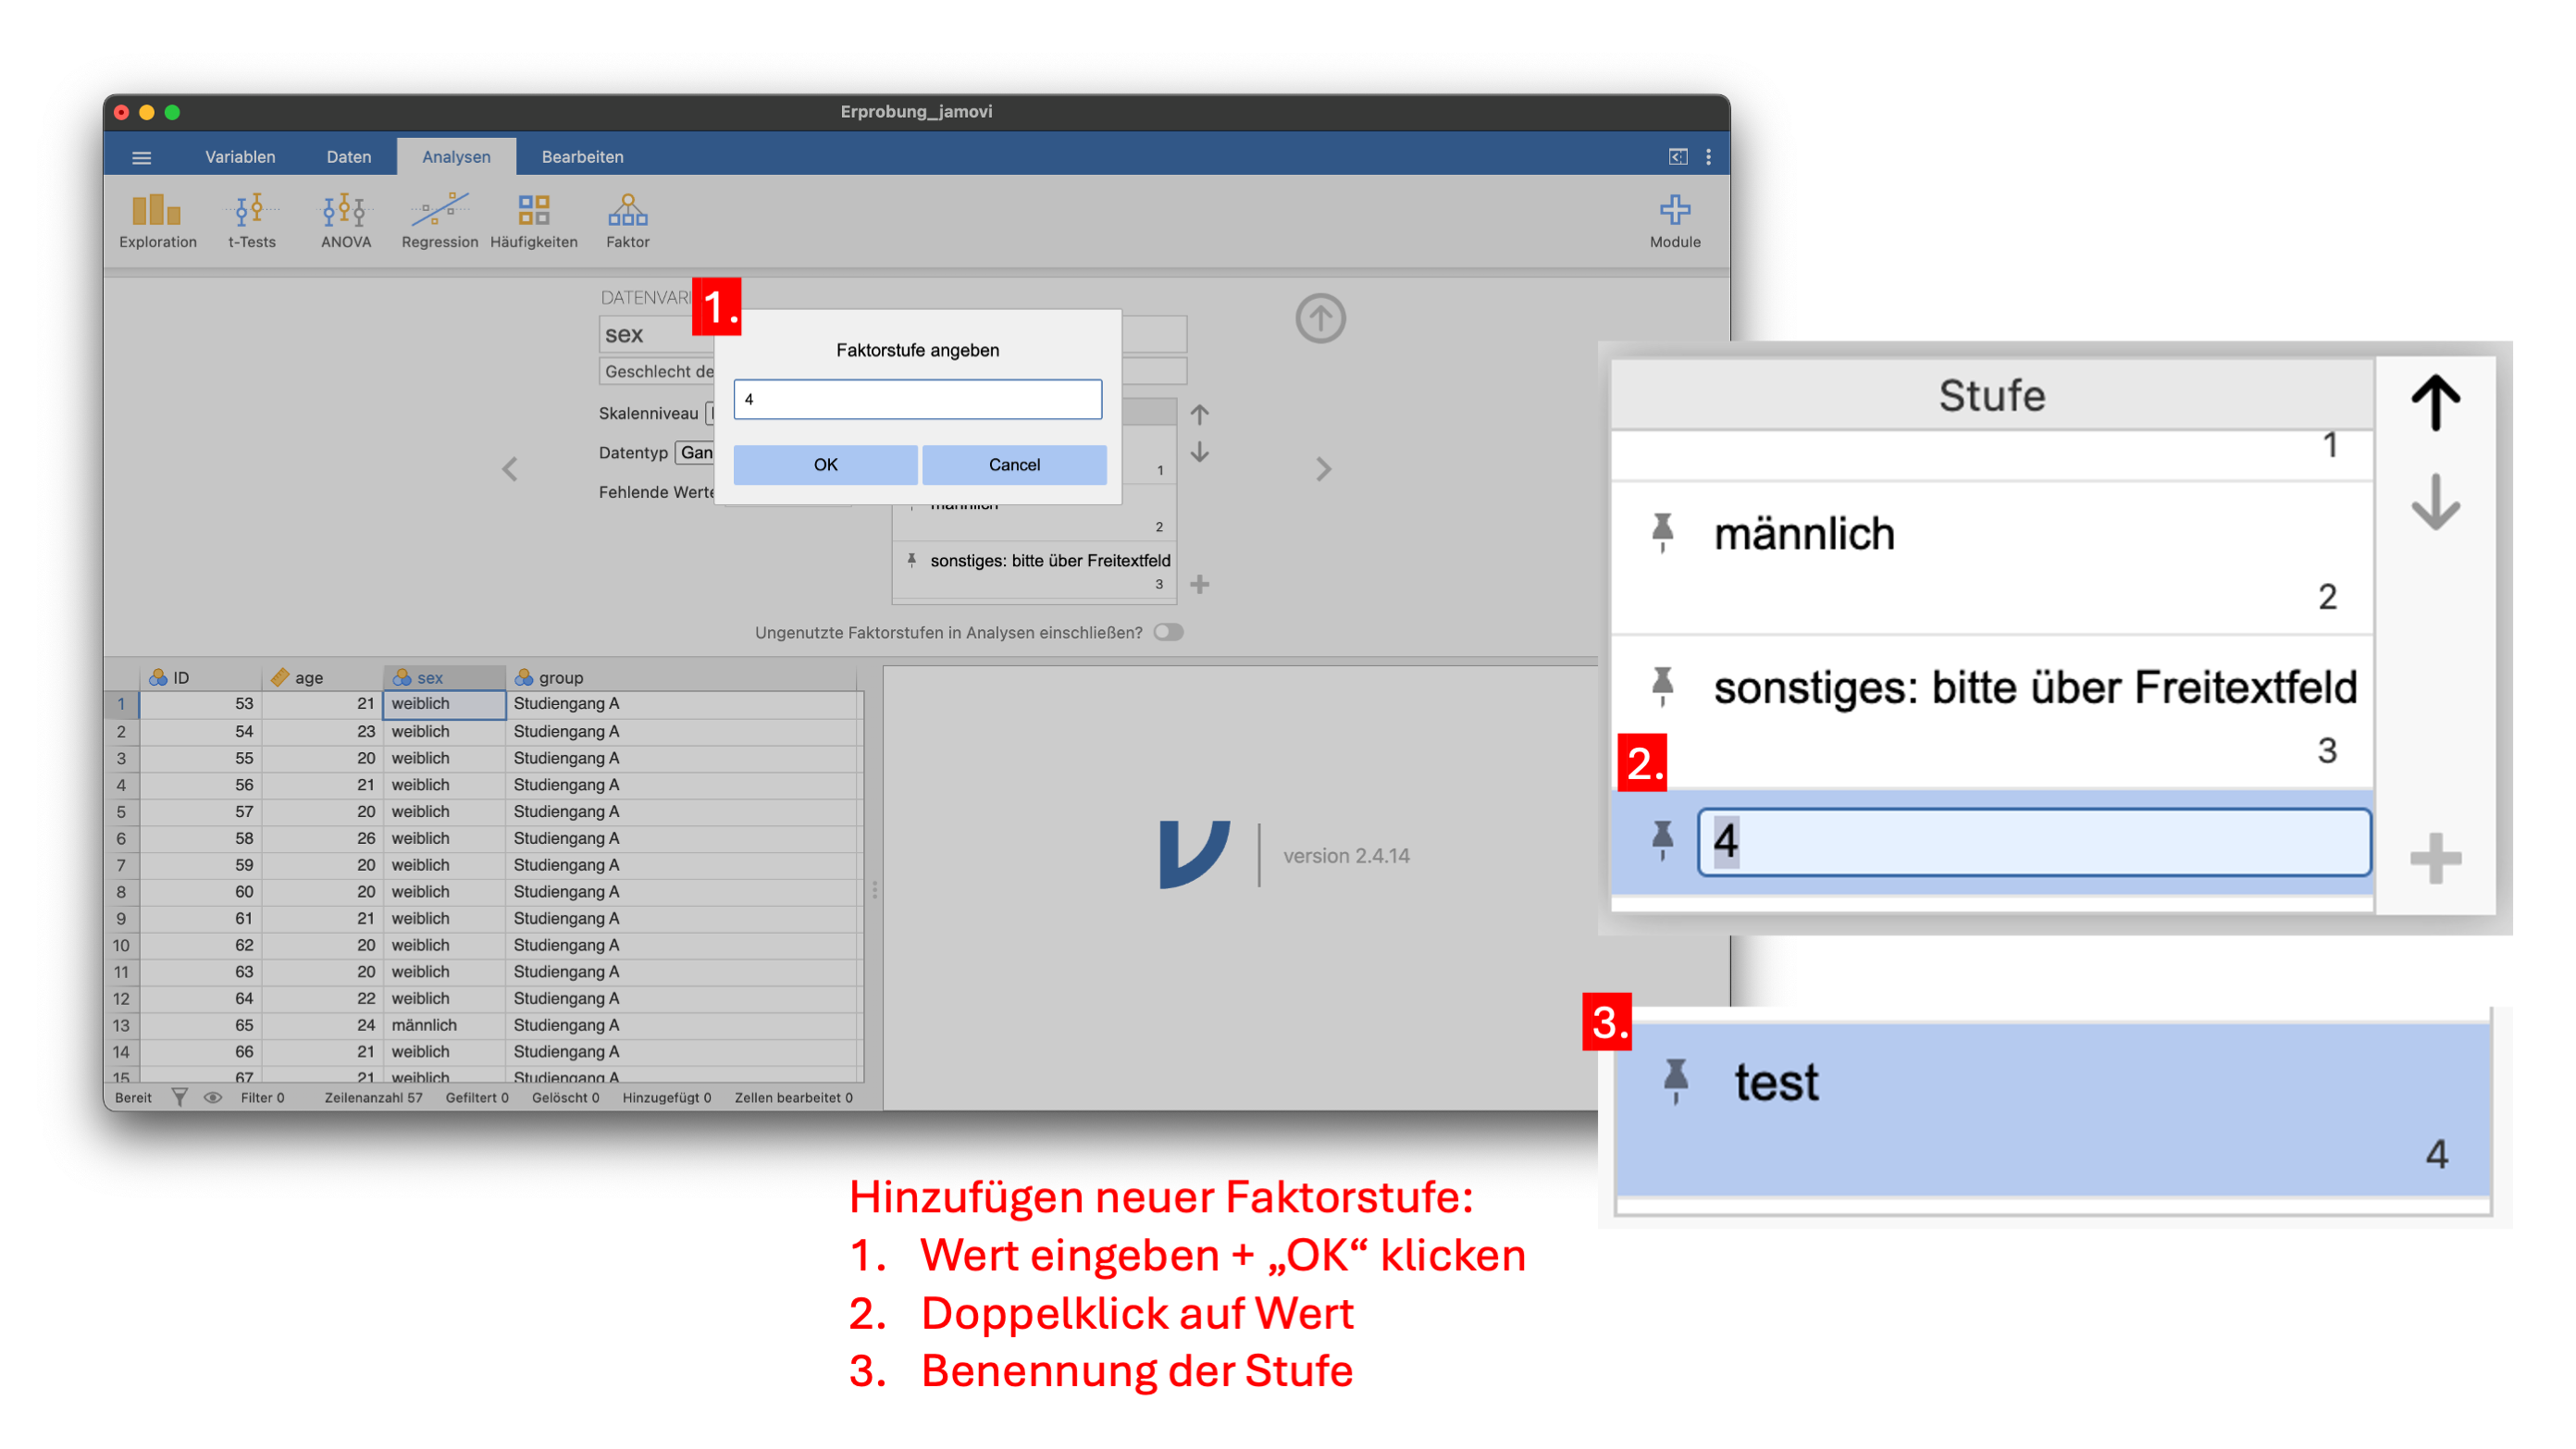 Erprobung_jamovi
Variablen Daten Analysen Bearbeiten
Exploration t-Tests ANOVA Regression Häufigkeiten Faktor Module
DATENVARI
1.
sex
Geschlecht de
Faktorstufe angeben
4
OK Cancel
Skalenniveau
Datentyp Gan
Fehlende Werte
1
männlich
2
sonstiges: bitte über Freitextfeld
3
Ungenutzte Faktorstufen in Analysen einschließen?
ID age sex group
1 53 21 weiblich Studiengang A
2 54 23 weiblich Studiengang A
3 55 20 weiblich Studiengang A
4 56 21 weiblich Studiengang A
5 57 20 weiblich Studiengang A
6 58 26 weiblich Studiengang A
7 59 20 weiblich Studiengang A
8 60 20 weiblich Studiengang A
9 61 21 weiblich Studiengang A
10 62 20 weiblich Studiengang A
11 63 20 weiblich Studiengang A
12 64 22 weiblich Studiengang A
13 65 24 männlich Studiengang A
14 66 21 weiblich Studiengang A
15 67 21 weiblich Studiengang A
Bereit Filter 0 Zeilenanzahl 57 Gefiltert 0 Gelöscht 0 Hinzugefügt 0 Zellen bearbeitet 0
version 2.4.14
Stufe
1
männlich
2
sonstiges: bitte über Freitextfeld
3
2.
4
3.
test
4
Hinzufügen neuer Faktorstufe:
1. Wert eingeben + „OK“ klicken
2. Doppelklick auf Wert
3. Benennung der Stufe